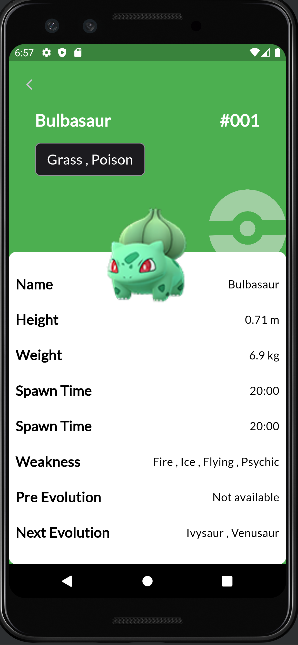 6:57
Bulbasaur #001
Grass , Poison
Name Bulbasaur
Height 0.71 m
Weight 6.9 kg
Spawn Time 20:00
Spawn Time 20:00
Weakness Fire , Ice , Flying , Psychic
Pre Evolution Not available
Next Evolution Ivysaur , Venusaur